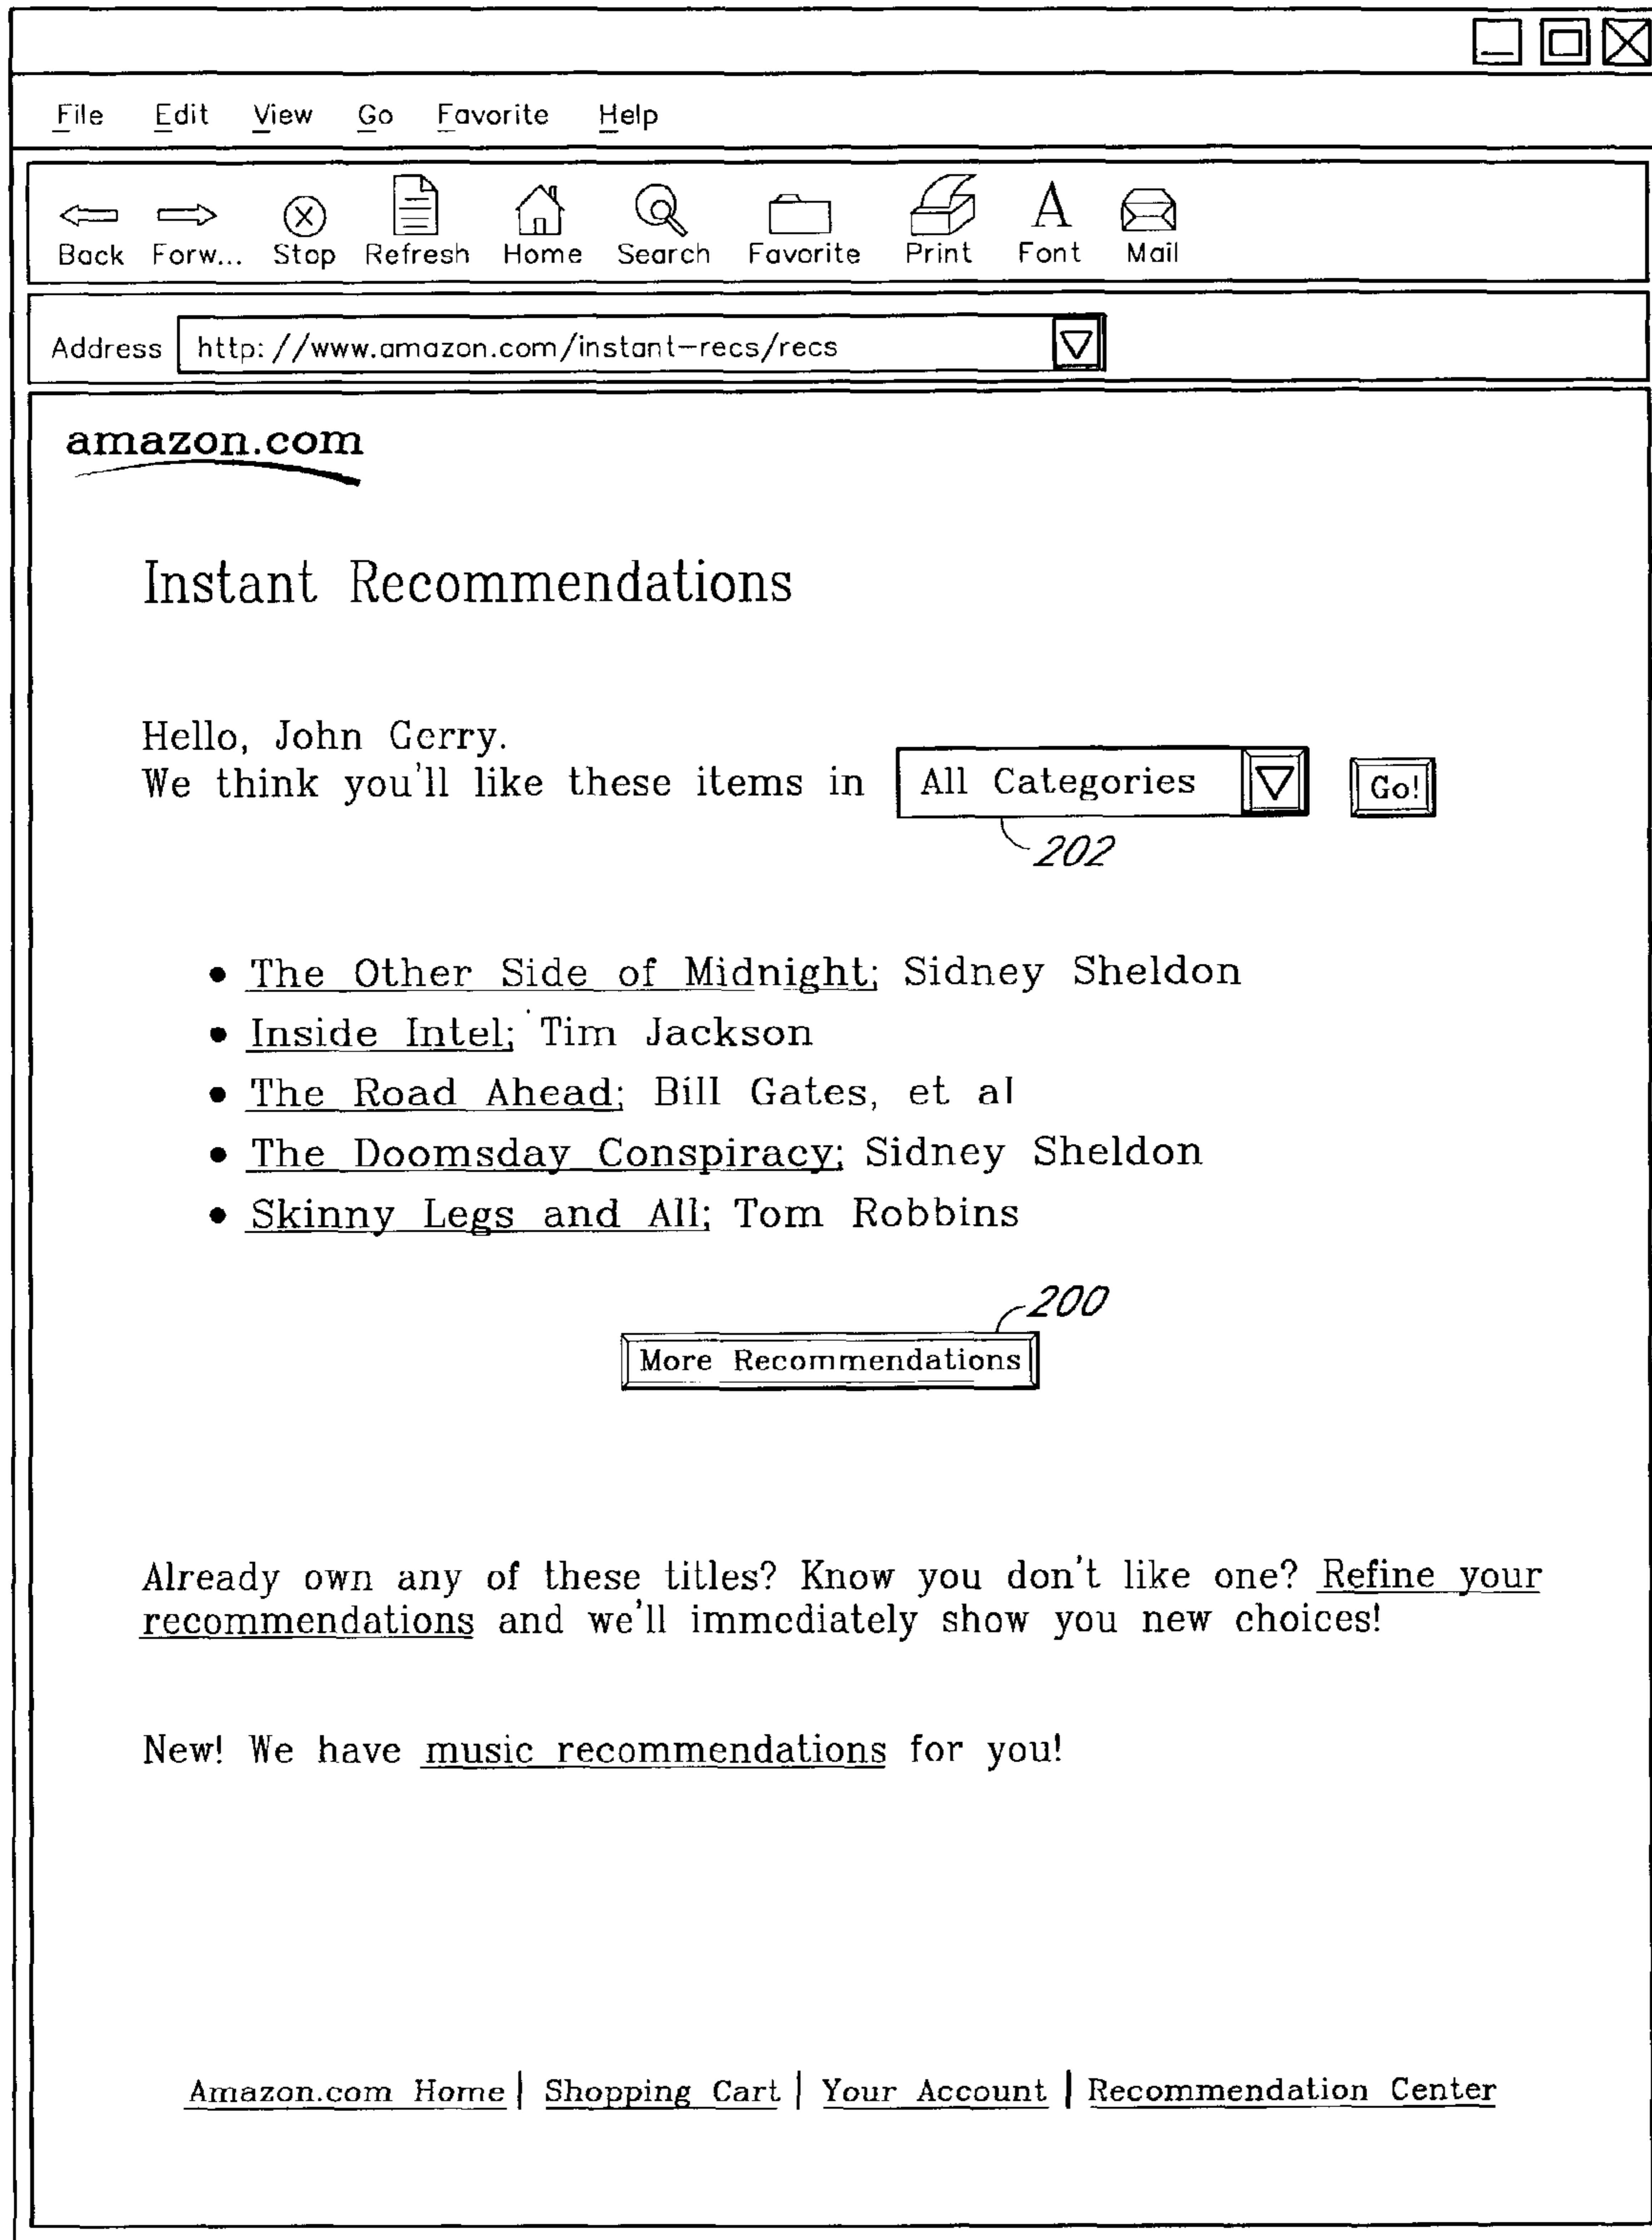 File Edit View Go Favorite Help
Back Forw... Stop Refresh Home Search Favorite Print Font Mail
Address http://www.amazon.com/instant-recs/recs
amazon.com
Instant Recommendations
Hello, John Gerry.
We think you'll like these items in All Categories Go!
202
• The Other Side of Midnight; Sidney Sheldon
• Inside Intel; Tim Jackson
• The Road Ahead; Bill Gates, et al
• The Doomsday Conspiracy; Sidney Sheldon
• Skinny Legs and All; Tom Robbins
200
More Recommendations
Already own any of these titles? Know you don't like one? Refine your
recommendations and we'll immediately show you new choices!
New! We have music recommendations for you!
Amazon.com Home | Shopping Cart | Your Account | Recommendation Center